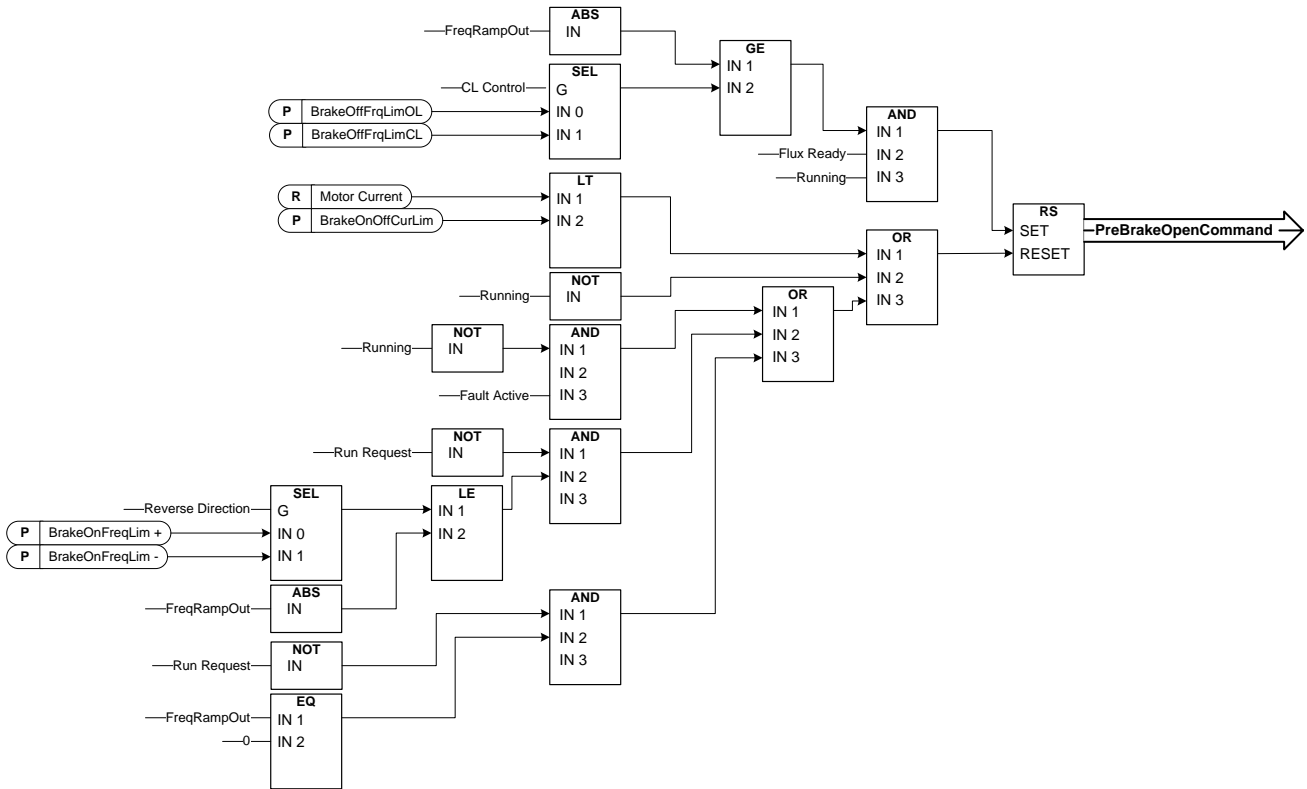 ABS
FreqRampOut IN
GE
IN 1
SEL
CL Control G IN 2
P BrakeOffFrqLimOL IN 0
P BrakeOffFrqLimCL IN 1
AND
IN 1
Flux Ready IN 2
Running IN 3
LT
R Motor Current IN 1
P BrakeOnOffCurLim IN 2
RS
SET PreBrakeOpenCommand
RESET
OR
IN 1
IN 2
IN 3
NOT
Running IN
OR
IN 1
IN 2
IN 3
NOT
Running IN
AND
IN 1
IN 2
Fault Active IN 3
NOT
Run Request IN
AND
IN 1
IN 2
IN 3
SEL
Reverse Direction G
P BrakeOnFreqLim + IN 0
P BrakeOnFreqLim - IN 1
LE
IN 1
IN 2
ABS
FreqRampOut IN
AND
IN 1
IN 2
IN 3
NOT
Run Request IN
EQ
FreqRampOut IN 1
0 IN 2